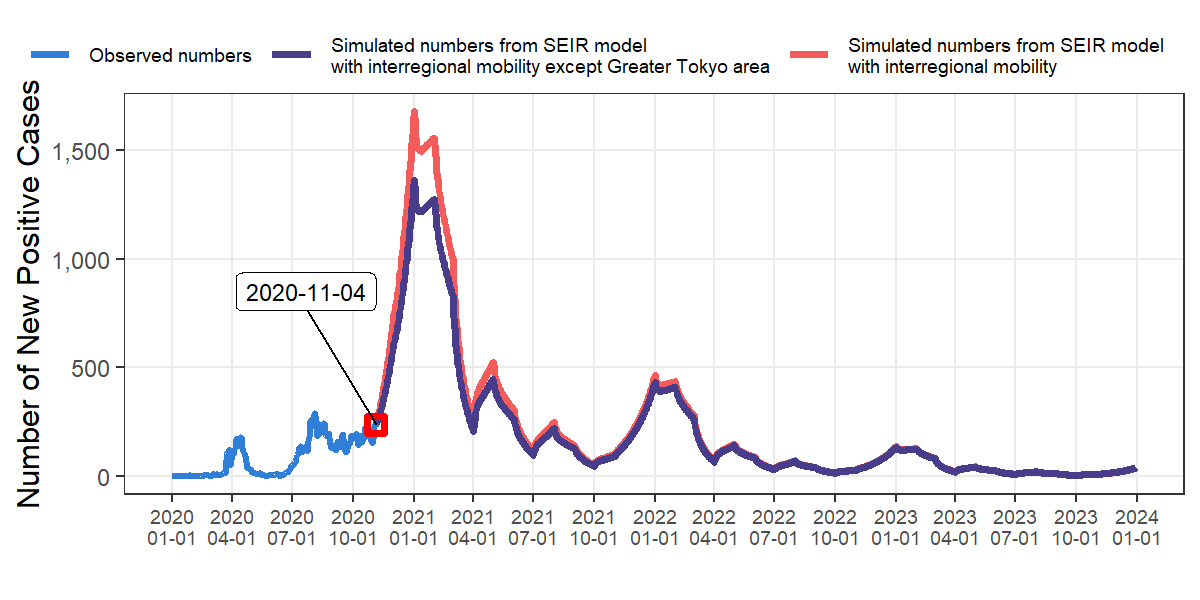 Observed numbers
Simulated numbers from SEIR model
with interregional mobility except Greater Tokyo area
Simulated numbers from SEIR model
with interregional mobility
Number of New Positive Cases
1,500
1,000
500
0
2020-11-04
2020 2020 2020 2020 2021 2021 2021 2021 2022 2022 2022 2022 2023 2023 2023 2023 2024
01-01 04-01 07-01 10-01 01-01 04-01 07-01 10-01 01-01 04-01 07-01 10-01 01-01 04-01 07-01 10-01 01-01